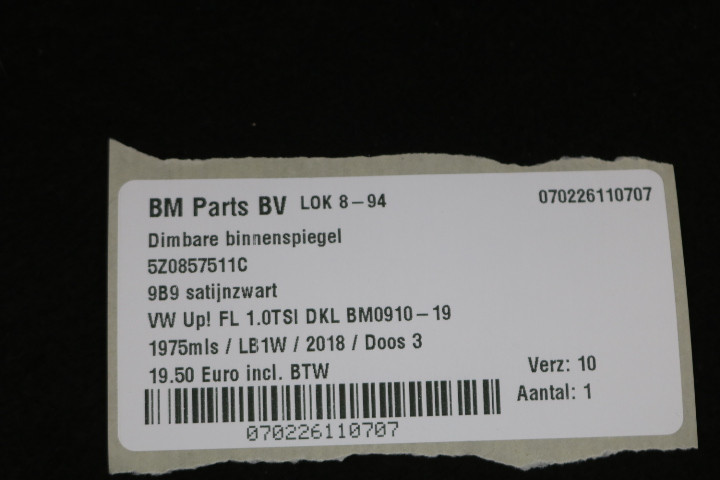 BM Parts BV LOK 8-94 070226110707
Dimbare binnenspiegel
5Z0857511C
9B9 satijnzwart
VW Up! FL 1.0TSI DKL BM0910-19
1975mls / LB1W / 2018 / Doos 3
19.50 Euro incl. BTW Verz: 10
Aantal: 1
070226110707